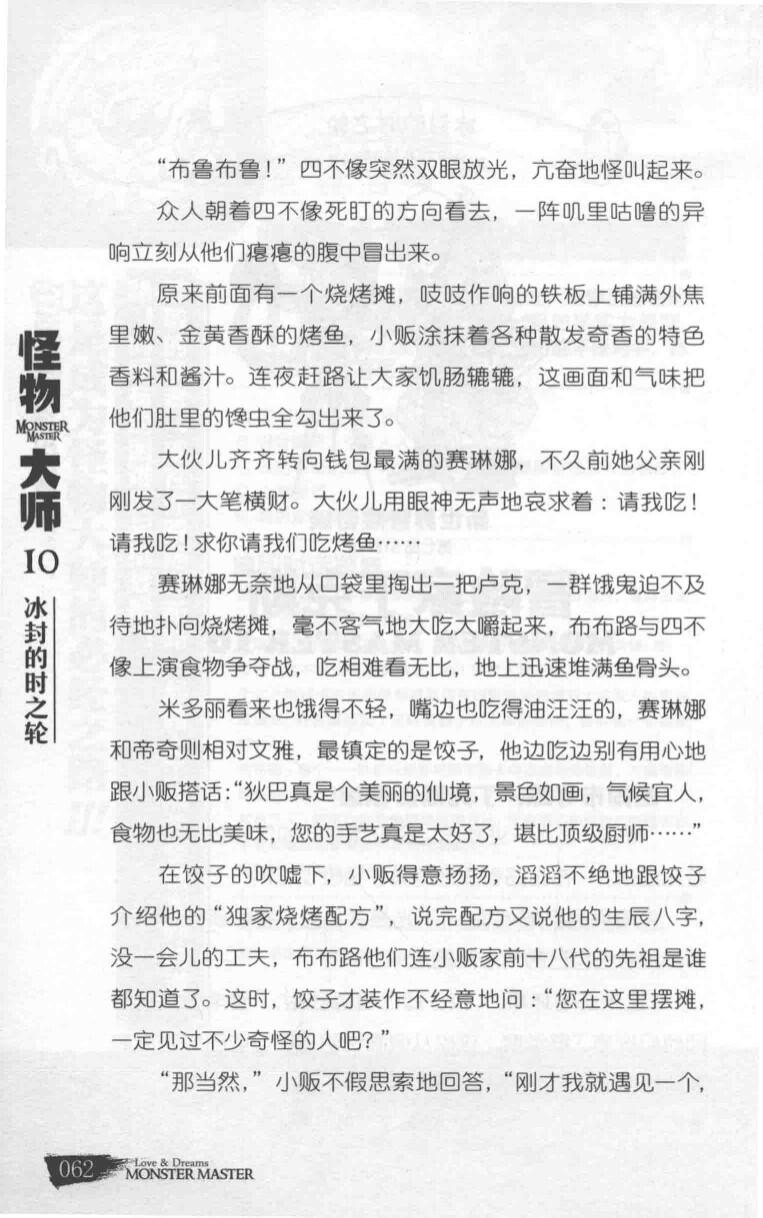 “布鲁布鲁！”四不像突然双眼放光，亢奋地怪叫起来。
众人朝着四不像死盯的方向看去，一阵叽里咕噜的异
响立刻从他们瘪瘪的腹中冒出来。
原来前面有一个烧烤摊，吱吱作响的铁板上铺满外焦
里嫩、金黄香酥的烤鱼，小贩涂抹着各种散发奇香的特色
香料和酱汁。连夜赶路让大家饥肠辘辘，这画面和气味把
他们肚里的馋虫全勾出来了。
大伙儿齐齐转向钱包最满的赛琳娜，不久前她父亲刚
刚发了一大笔横财。大伙儿用眼神无声地哀求着：请我吃！
请我吃！求你请我们吃烤鱼……
赛琳娜无奈地从口袋里掏出一把卢克，一群饿鬼迫不及
待地扑向烧烤摊，毫不客气地大吃大嚼起来，布布路与四不
像上演食物争夺战，吃相难看无比，地上迅速堆满鱼骨头。
米多丽看来也饿得不轻，嘴边也吃得油汪汪的，赛琳娜
和帝奇则相对文雅，最镇定的是饺子，他边吃边别有用心地
跟小贩搭话：“狄巴真是个美丽的仙境，景色如画，气候宜人，
食物也无比美味，您的手艺真是太好了，堪比顶级厨师……”
在饺子的吹嘘下，小贩得意扬扬，滔滔不绝地跟饺子
介绍他的“独家烧烤配方”，说完配方又说他的生辰八字，
没一会儿的工夫，布布路他们连小贩家前十八代的先祖是谁
都知道了。这时，饺子才装作不经意地问：“您在这里摆摊，
一定见过不少奇怪的人吧？”
“那当然，”小贩不假思索地回答，“刚才我就遇见一个，
怪物
MONSTER
MASTER
大师
10
冰封的时之轮
062
Love & Dreams
MONSTER MASTER